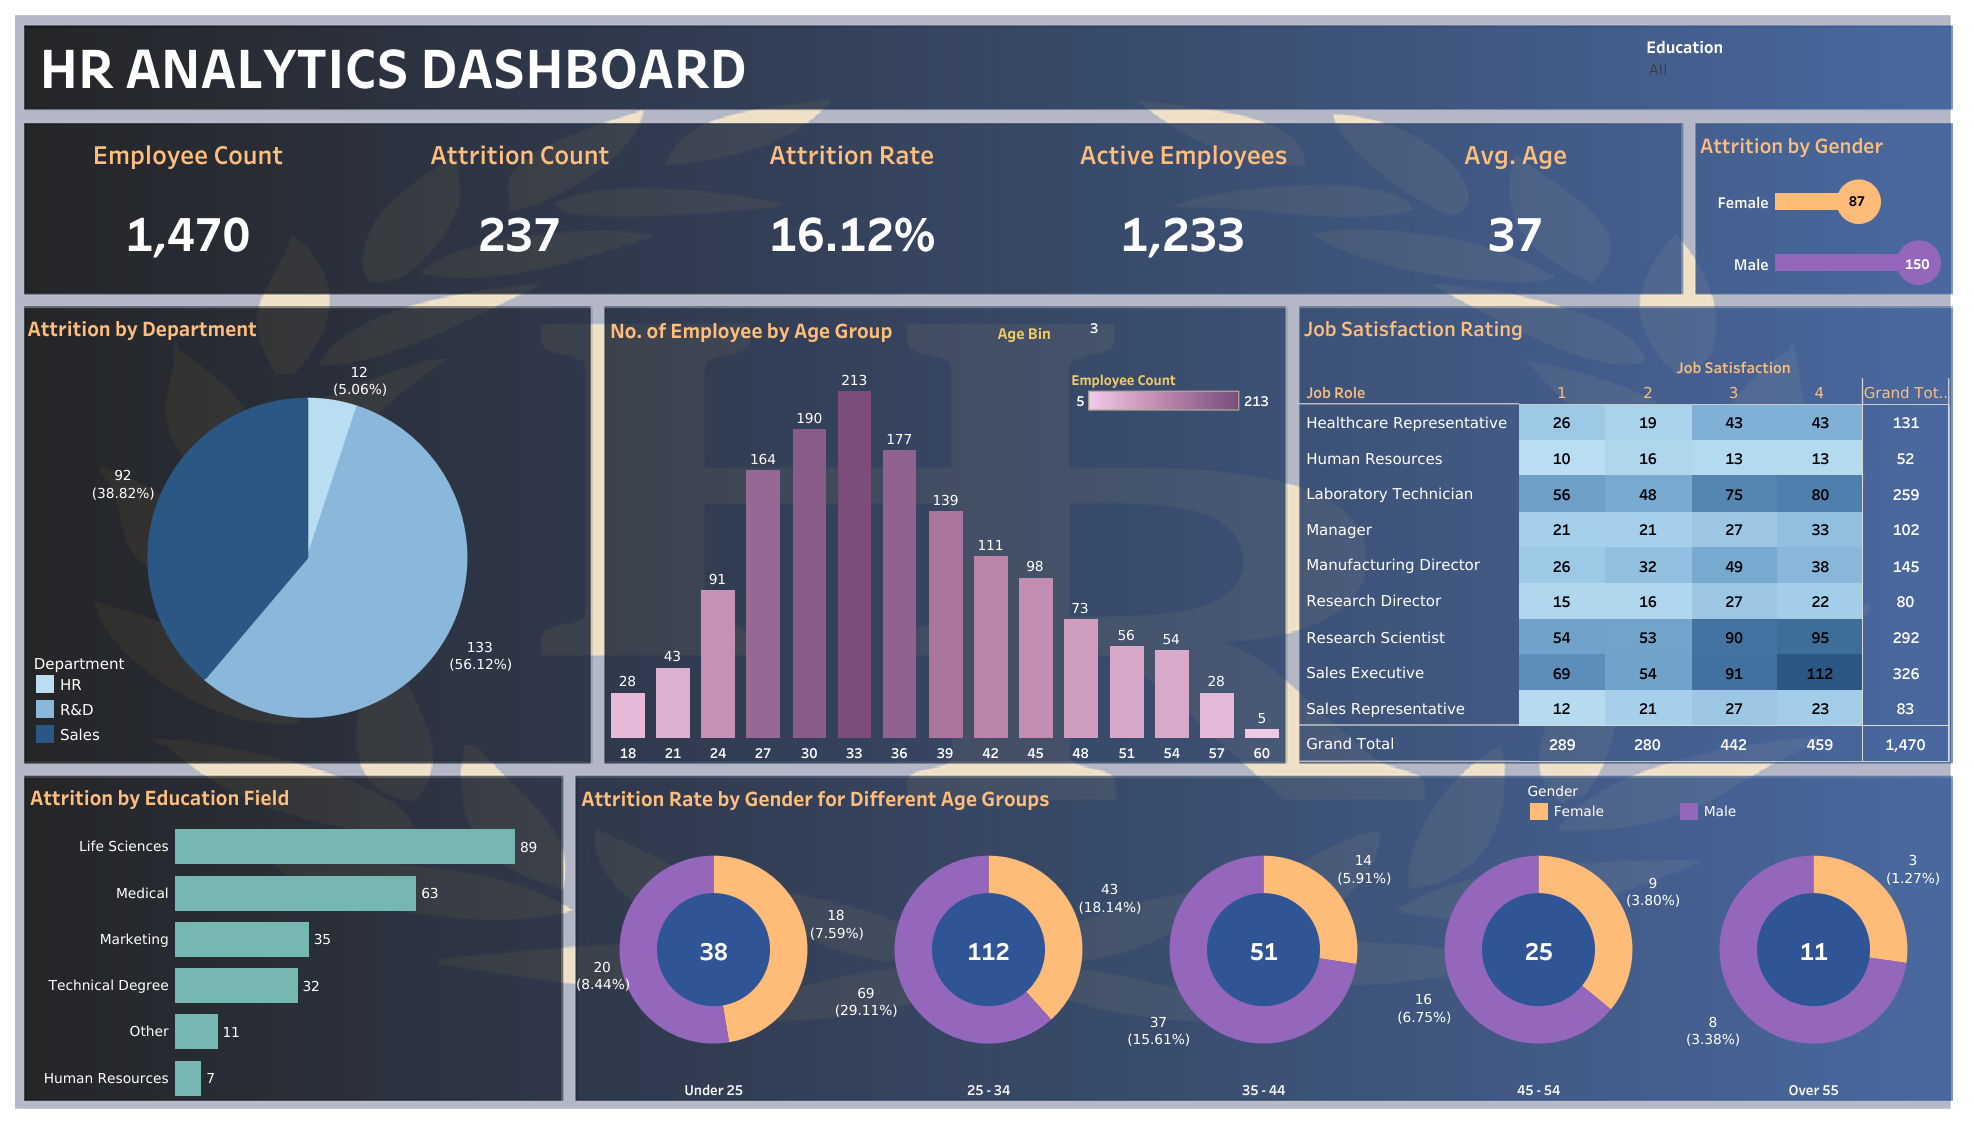 HR ANALYTICS DASHBOARD
Education
All
Employee Count
Attrition Count
Attrition Rate
Active Employees
Avg. Age
1,470
237
16.12%
1,233
37
Attrition by Gender
Female 87
Male 150
Attrition by Department
12
(5.06%)
92
(38.82%)
133
(56.12%)
Department
HR
R&D
Sales
No. of Employee by Age Group
Age Bin 3
Employee Count
5 213
28 43 91 164 190 213 177 139 111 98 73 56 54 28 5
18 21 24 27 30 33 36 39 42 45 48 51 54 57 60
Job Satisfaction Rating
Job Satisfaction
Job Role 1 2 3 4 Grand Tot..
Healthcare Representative 26 19 43 43 131
Human Resources 10 16 13 13 52
Laboratory Technician 56 48 75 80 259
Manager 21 21 27 33 102
Manufacturing Director 26 32 49 38 145
Research Director 15 16 27 22 80
Research Scientist 54 53 90 95 292
Sales Executive 69 54 91 112 326
Sales Representative 12 21 27 23 83
Grand Total 289 280 442 459 1,470
Attrition by Education Field
Life Sciences 89
Medical 63
Marketing 35
Technical Degree 32
Other 11
Human Resources 7
Attrition Rate by Gender for Different Age Groups
Gender
Female Male
18
(7.59%)
38
20
(8.44%)
Under 25
43
(18.14%)
112
69
(29.11%)
25 - 34
14
(5.91%)
51
37
(15.61%)
35 - 44
9
(3.80%)
25
16
(6.75%)
45 - 54
3
(1.27%)
11
8
(3.38%)
Over 55
HR